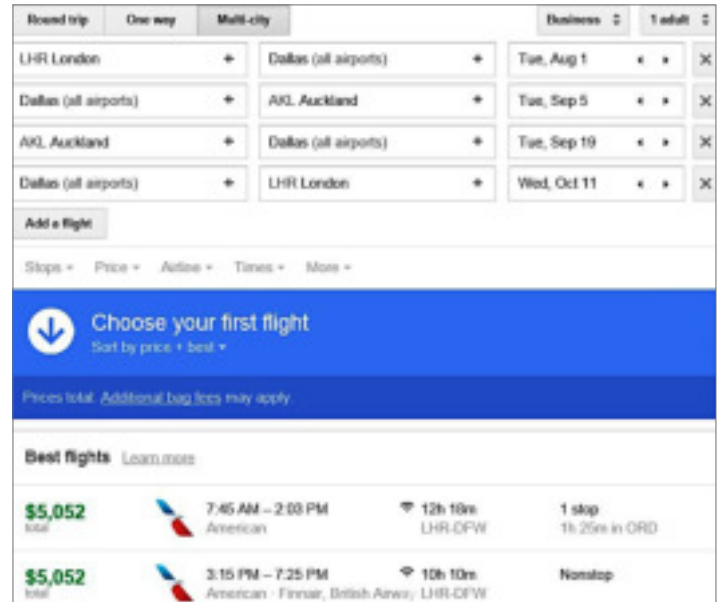 Round trip One way Multi-city Business 1 adult
LHR London Dallas (all airports) Tue, Aug 1
Dallas (all airports) AKL Auckland Tue, Sep 5
AKL Auckland Dallas (all airports) Tue, Sep 19
Dallas (all airports) LHR London Wed, Oct 11
Add a flight
Stops Price Airline Times More
Choose your first flight
Sort by price + best
Prices total. Additional bag fees may apply.
Best flights Learn more
$5,052 7:45 AM – 2:03 PM 12h 18m 1 stop
total American LHR-DFW 1h 25m in ORD
$5,052 3:15 PM – 7:25 PM 10h 10m Nonstop
total American · Finnair, British Airway LHR-DFW